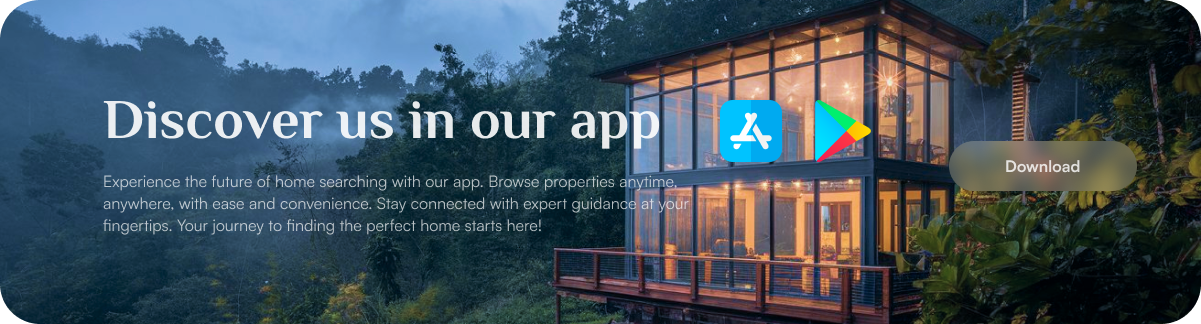 Discover us in our app
Experience the future of home searching with our app. Browse properties anytime,
anywhere, with ease and convenience. Stay connected with expert guidance at your
fingertips. Your journey to finding the perfect home starts here!
Download